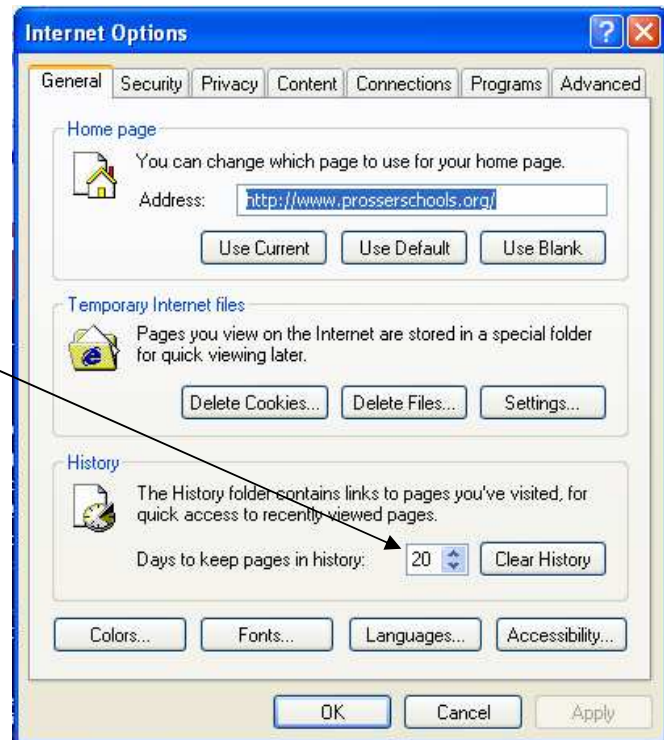 Internet Options
General Security Privacy Content Connections Programs Advanced
Home page
You can change which page to use for your home page.
Address: http://www.prosserschools.org/
Use Current Use Default Use Blank
Temporary Internet files
Pages you view on the Internet are stored in a special folder
for quick viewing later.
Delete Cookies... Delete Files... Settings...
History
The History folder contains links to pages you've visited, for
quick access to recently viewed pages.
Days to keep pages in history: 20 Clear History
Colors... Fonts... Languages... Accessibility...
OK Cancel Apply